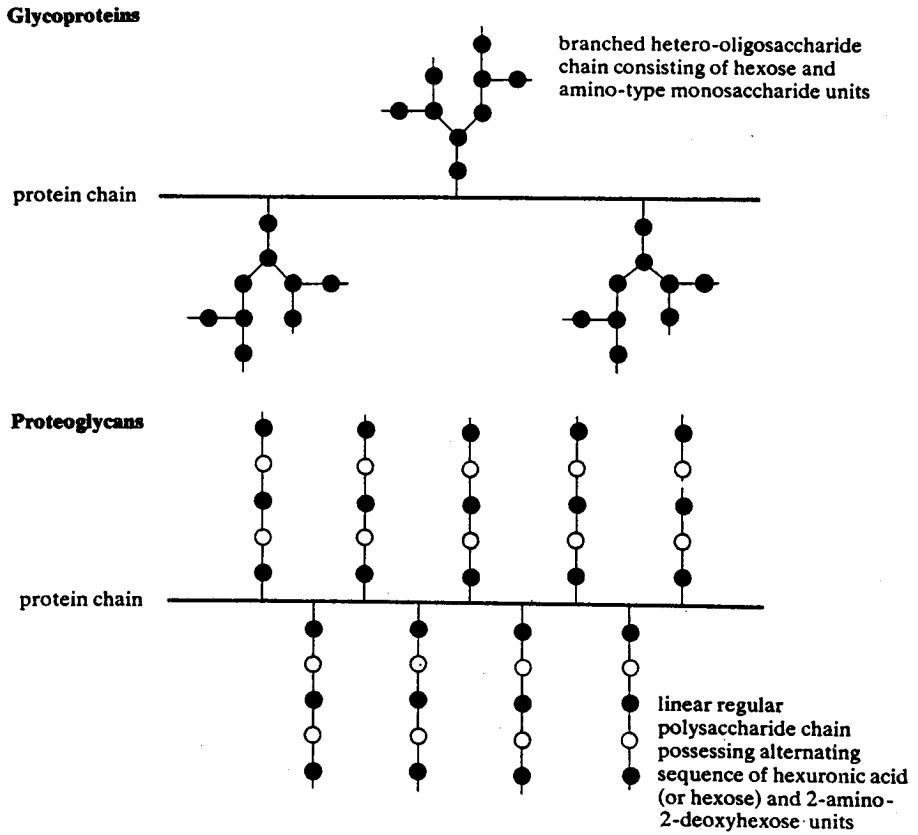 Glycoproteins
branched hetero-oligosaccharide
chain consisting of hexose and
amino-type monosaccharide units
protein chain
Proteoglycans
protein chain
linear regular
polysaccharide chain
possessing alternating
sequence of hexuronic acid
(or hexose) and 2-amino-
2-deoxyhexose units